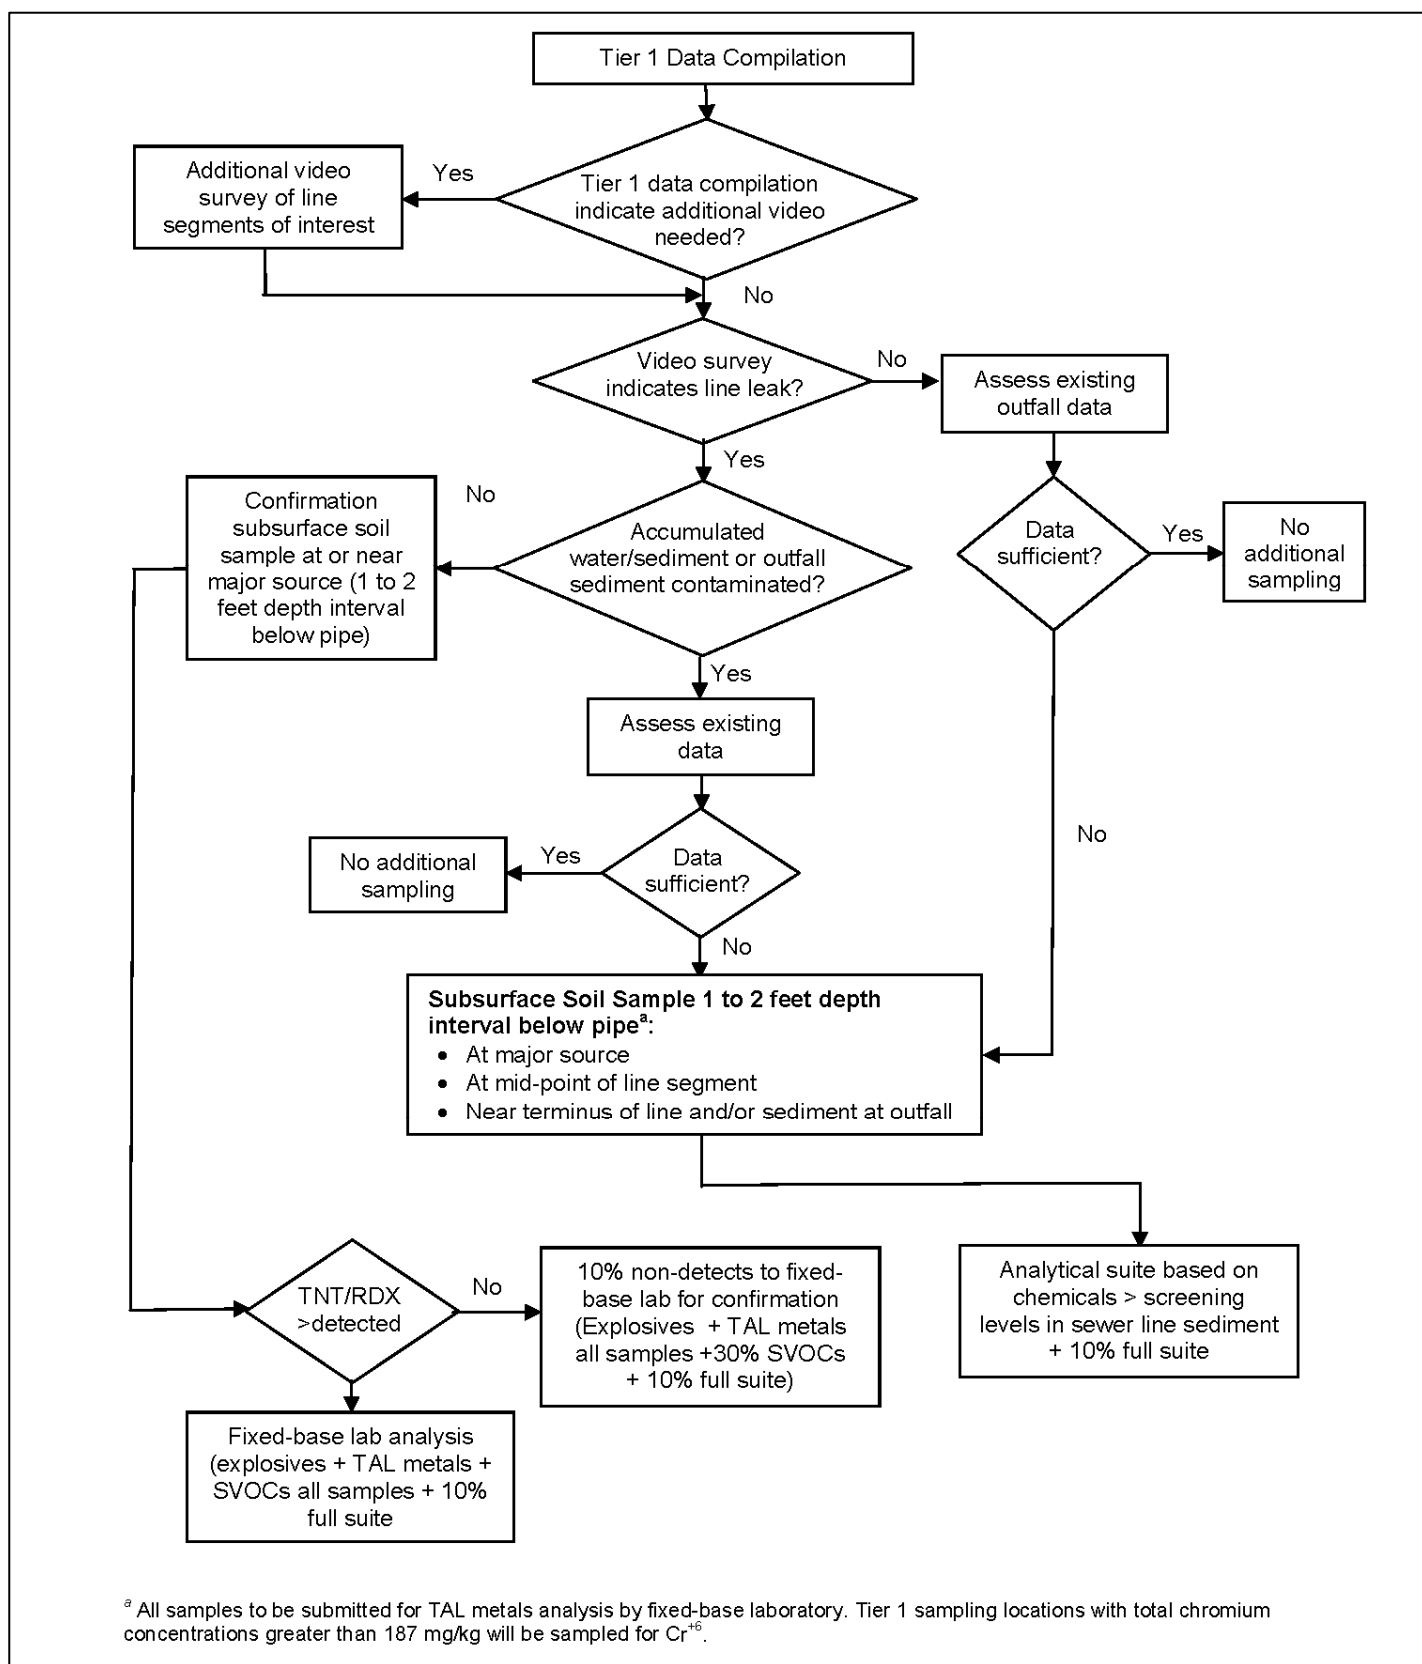 Tier 1 Data Compilation
Tier 1 data compilation
indicate additional video
needed?
Yes
Additional video
survey of line
segments of interest
No
Video survey
indicates line leak?
No
Assess existing
outfall data
Data
sufficient?
Yes
No
additional
sampling
No
Yes
Accumulated
water/sediment or outfall
sediment contaminated?
No
Confirmation
subsurface soil
sample at or near
major source (1 to 2
feet depth interval
below pipe)
Yes
Assess existing
data
Data
sufficient?
Yes
No additional
sampling
No
Subsurface Soil Sample 1 to 2 feet depth
interval below pipeᵃ:
• At major source
• At mid-point of line segment
• Near terminus of line and/or sediment at outfall
Analytical suite based on
chemicals > screening
levels in sewer line sediment
+ 10% full suite
TNT/RDX
>detected
No
10% non-detects to fixed-
base lab for confirmation
(Explosives + TAL metals
all samples +30% SVOCs
+ 10% full suite)
Fixed-base lab analysis
(explosives + TAL metals +
SVOCs all samples + 10%
full suite
ᵃ All samples to be submitted for TAL metals analysis by fixed-base laboratory. Tier 1 sampling locations with total chromium
concentrations greater than 187 mg/kg will be sampled for Cr⁺⁶.